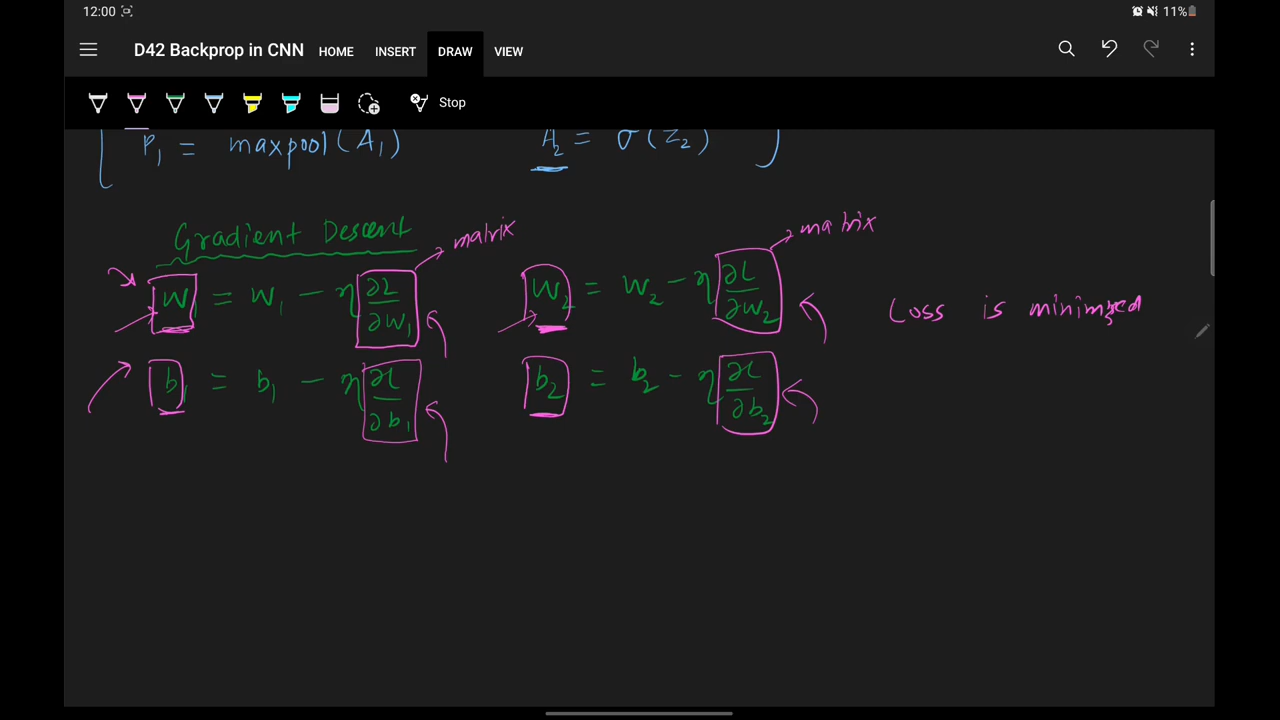 12:00 11%
D42 Backprop in CNN HOME INSERT DRAW VIEW
Stop
P₁ = maxpool(A₁) A₂ = σ(Z₂)
Gradient Descent
matrix matrix
W₁ = W₁ − η ∂L/∂W₁ W₂ = W₂ − η ∂L/∂W₂ Loss is minimized
b₁ = b₁ − η ∂L/∂b₁ b₂ = b₂ − η ∂L/∂b₂